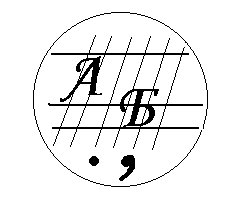 А Б
. ,